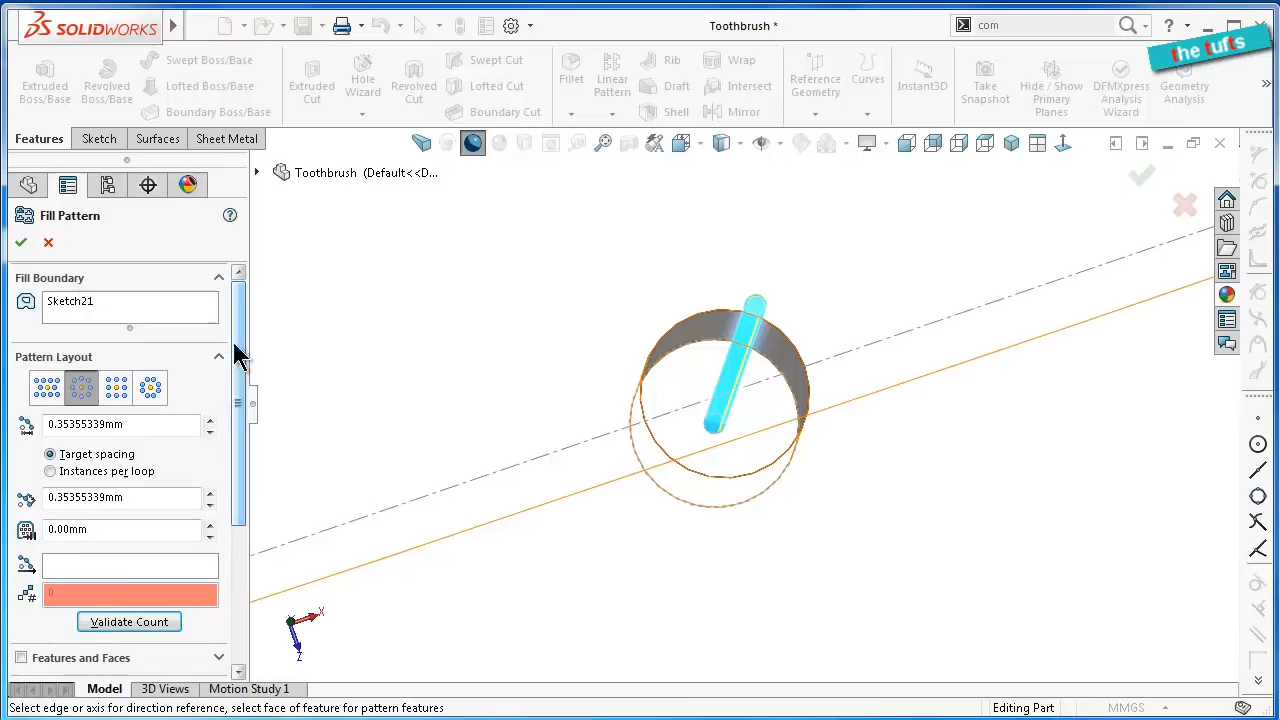 SOLIDWORKS
Toothbrush *
com
?
the tufts
Extruded Boss/Base
Revolved Boss/Base
Swept Boss/Base
Lofted Boss/Base
Boundary Boss/Base
Extruded Cut
Hole Wizard
Revolved Cut
Swept Cut
Lofted Cut
Boundary Cut
Fillet
Linear Pattern
Rib
Draft
Shell
Wrap
Intersect
Mirror
Reference Geometry
Curves
Instant3D
Take Snapshot
Hide / Show Primary Planes
DFMXpress Analysis Wizard
Geometry Analysis
Features
Sketch
Surfaces
Sheet Metal
Toothbrush (Default<<D...
Fill Pattern
?
Fill Boundary
Sketch21
Pattern Layout
0.35355339mm
Target spacing
Instances per loop
0.35355339mm
0.00mm
0
Validate Count
Features and Faces
X
Z
Model
3D Views
Motion Study 1
Select edge or axis for direction reference, select face of feature for pattern features
Editing Part
MMGS